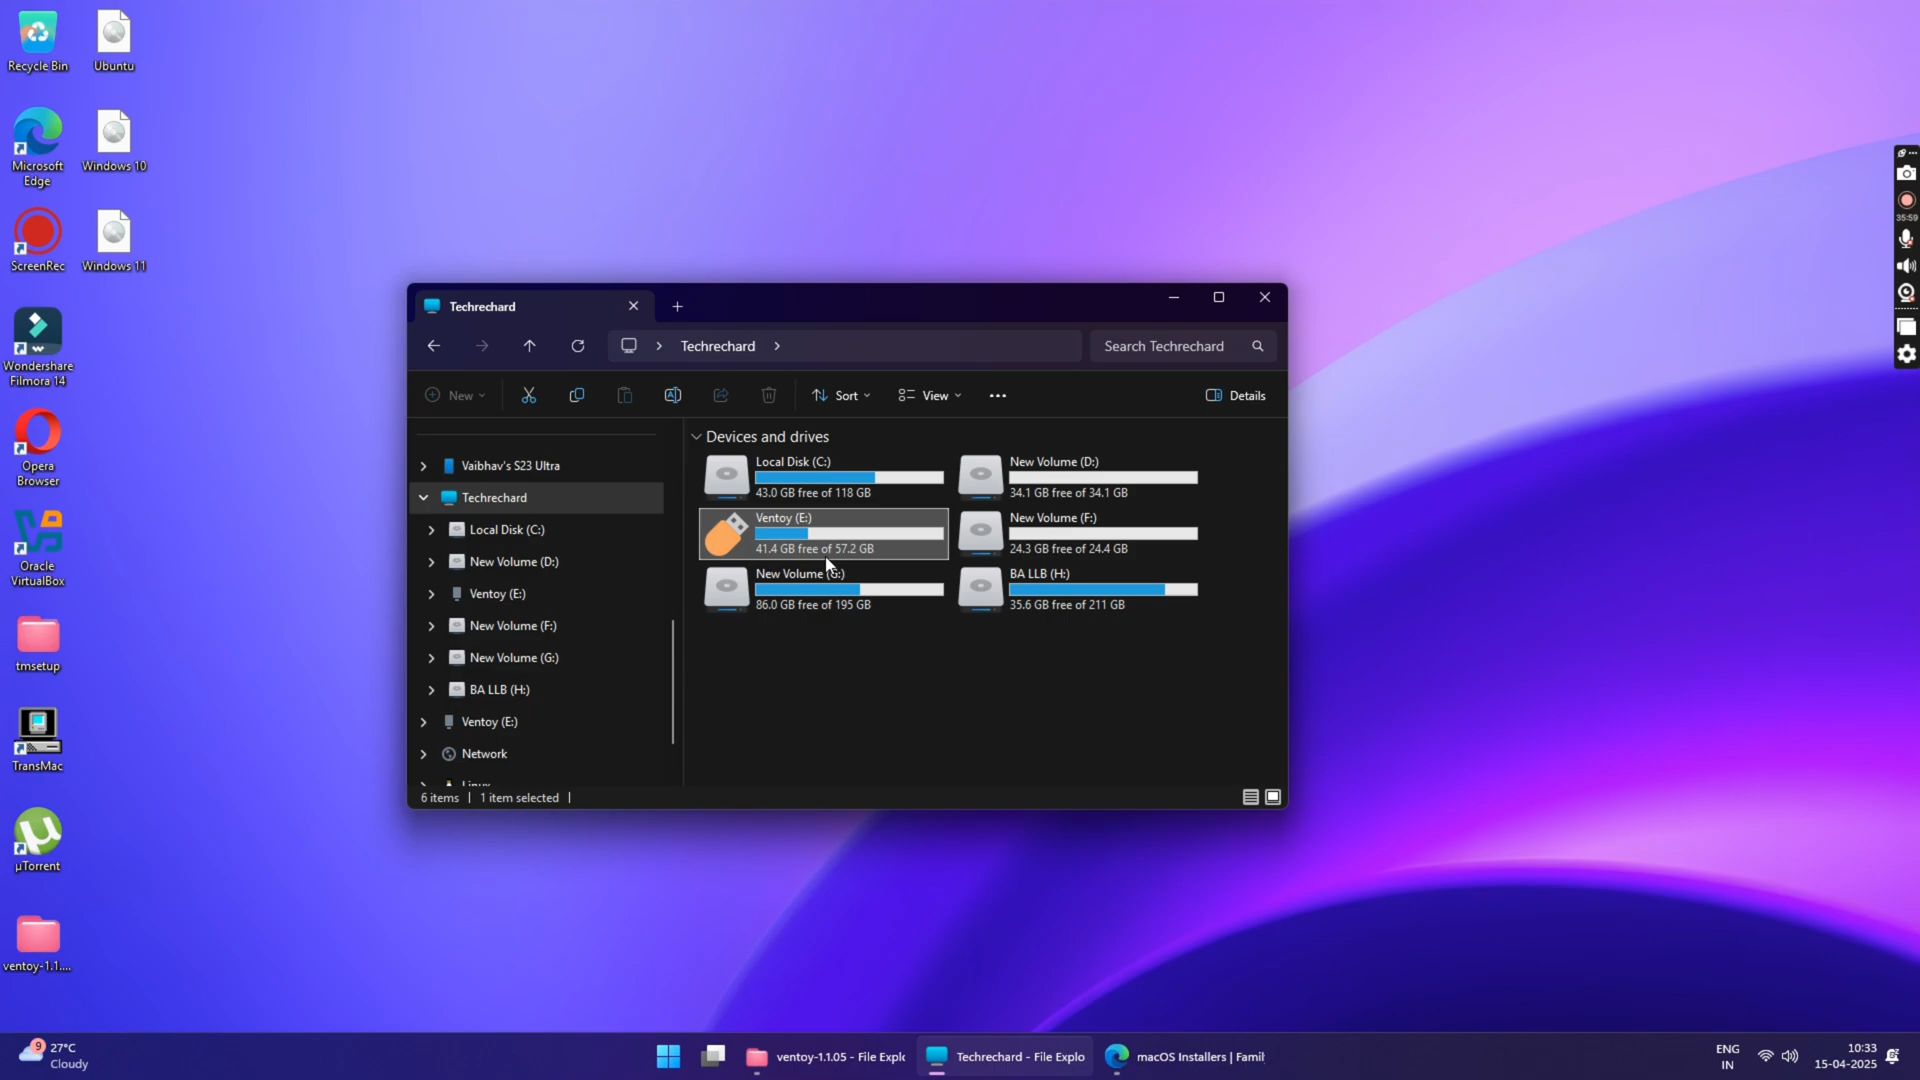 Recycle Bin
Ubuntu
Microsoft
Edge
Windows 10
ScreenRec
Windows 11
Wondershare
Filmora 14
Opera
Browser
Oracle
VirtualBox
tmsetup
TransMac
µTorrent
ventoy-1.1....
Techrechard
Techrechard
Search Techrechard
New
Sort
View
Details
Vaibhav's S23 Ultra
Techrechard
Local Disk (C:)
New Volume (D:)
Ventoy (E:)
New Volume (F:)
New Volume (G:)
BA LLB (H:)
Ventoy (E:)
Network
Linux
Devices and drives
Local Disk (C:)
43.0 GB free of 118 GB
New Volume (D:)
34.1 GB free of 34.1 GB
Ventoy (E:)
41.4 GB free of 57.2 GB
New Volume (F:)
24.3 GB free of 24.4 GB
New Volume (G:)
86.0 GB free of 195 GB
BA LLB (H:)
35.6 GB free of 211 GB
6 items
1 item selected
35:59
9
27°C
Cloudy
ventoy-1.1.05 - File Explo
Techrechard - File Explo
macOS Installers | Famil
ENG
IN
10:33
15-04-2025